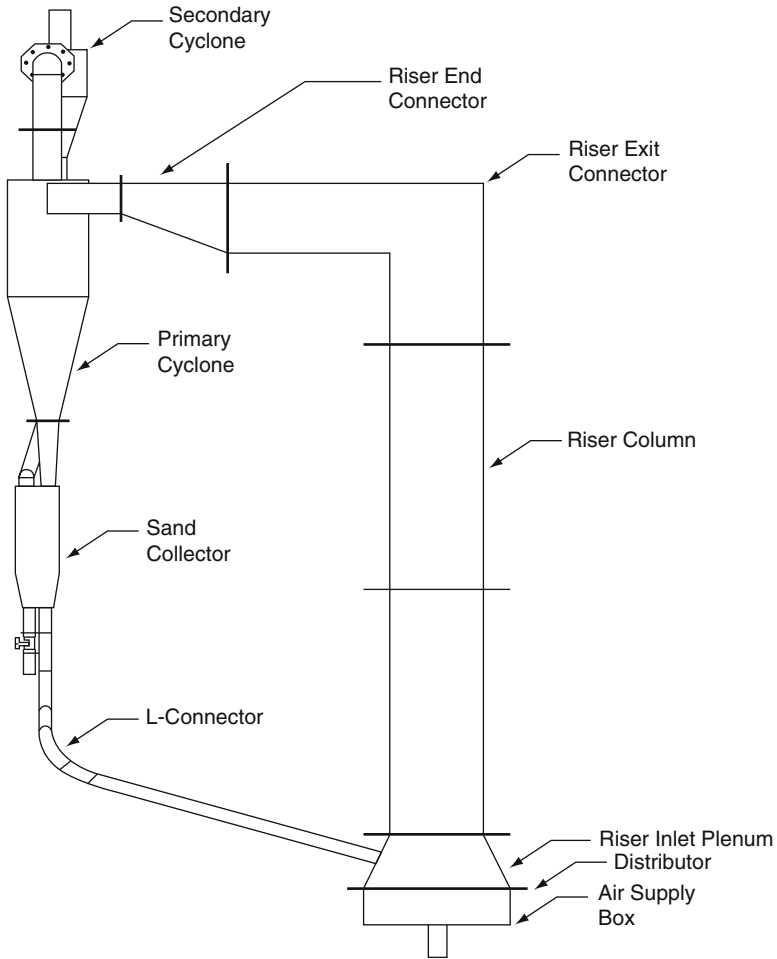 Secondary
Cyclone
Riser End
Connector
Riser Exit
Connector
Primary
Cyclone
Riser Column
Sand
Collector
L-Connector
Riser Inlet Plenum
Distributor
Air Supply
Box